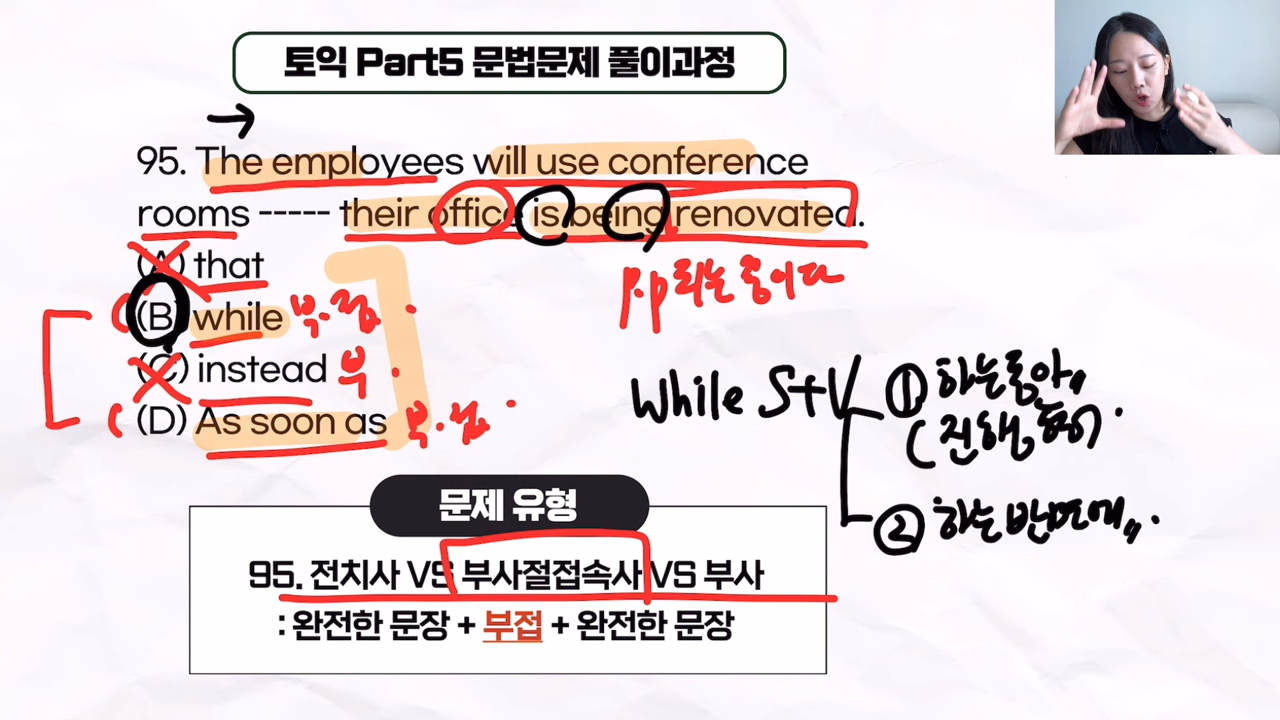 토익 Part5 문법문제 풀이과정
95. The employees will use conference
rooms ----- their office is being renovated.
p.p 되는 중이다
(A) that
(B) while 부.접.
(C) instead 부.
(D) As soon as 부.접.
While S+V ① 하는동안"
(진행,
② 하는 반면에"
문제 유형
95. 전치사 VS 부사절접속사 VS 부사
: 완전한 문장 + 부접 + 완전한 문장